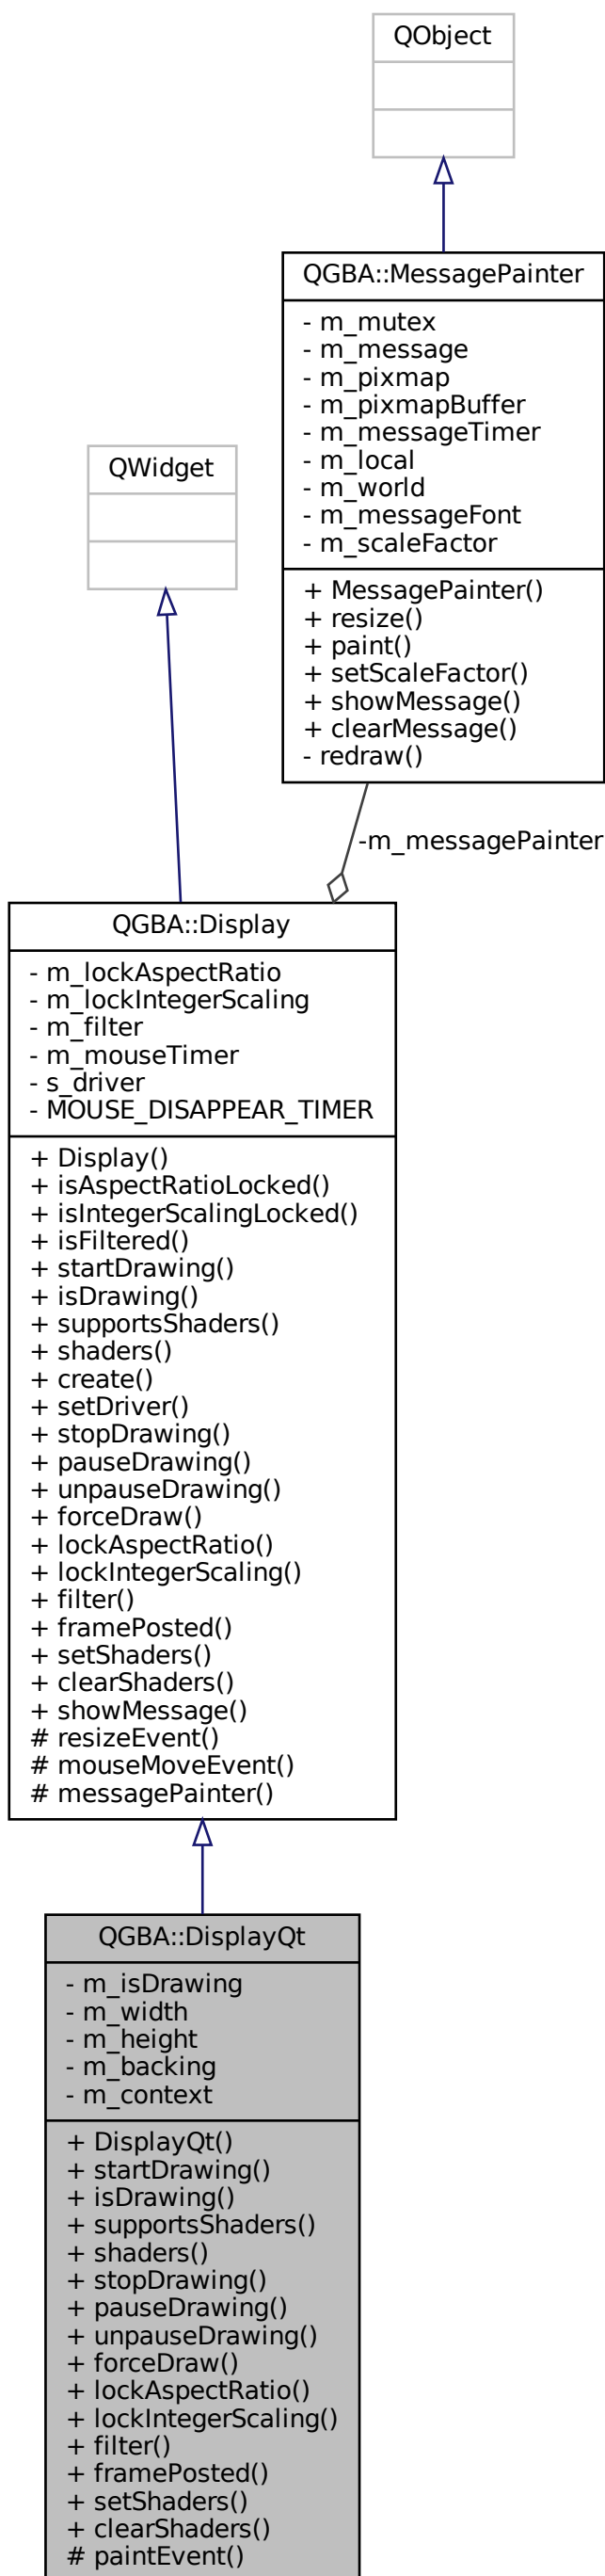 QObject
QGBA::MessagePainter
- m_mutex
- m_message
- m_pixmap
- m_pixmapBuffer
- m_messageTimer
- m_local
- m_world
- m_messageFont
- m_scaleFactor
+ MessagePainter()
+ resize()
+ paint()
+ setScaleFactor()
+ showMessage()
+ clearMessage()
- redraw()
QWidget
-m_messagePainter
QGBA::Display
- m_lockAspectRatio
- m_lockIntegerScaling
- m_filter
- m_mouseTimer
- s_driver
- MOUSE_DISAPPEAR_TIMER
+ Display()
+ isAspectRatioLocked()
+ isIntegerScalingLocked()
+ isFiltered()
+ startDrawing()
+ isDrawing()
+ supportsShaders()
+ shaders()
+ create()
+ setDriver()
+ stopDrawing()
+ pauseDrawing()
+ unpauseDrawing()
+ forceDraw()
+ lockAspectRatio()
+ lockIntegerScaling()
+ filter()
+ framePosted()
+ setShaders()
+ clearShaders()
+ showMessage()
# resizeEvent()
# mouseMoveEvent()
# messagePainter()
QGBA::DisplayQt
- m_isDrawing
- m_width
- m_height
- m_backing
- m_context
+ DisplayQt()
+ startDrawing()
+ isDrawing()
+ supportsShaders()
+ shaders()
+ stopDrawing()
+ pauseDrawing()
+ unpauseDrawing()
+ forceDraw()
+ lockAspectRatio()
+ lockIntegerScaling()
+ filter()
+ framePosted()
+ setShaders()
+ clearShaders()
# paintEvent()